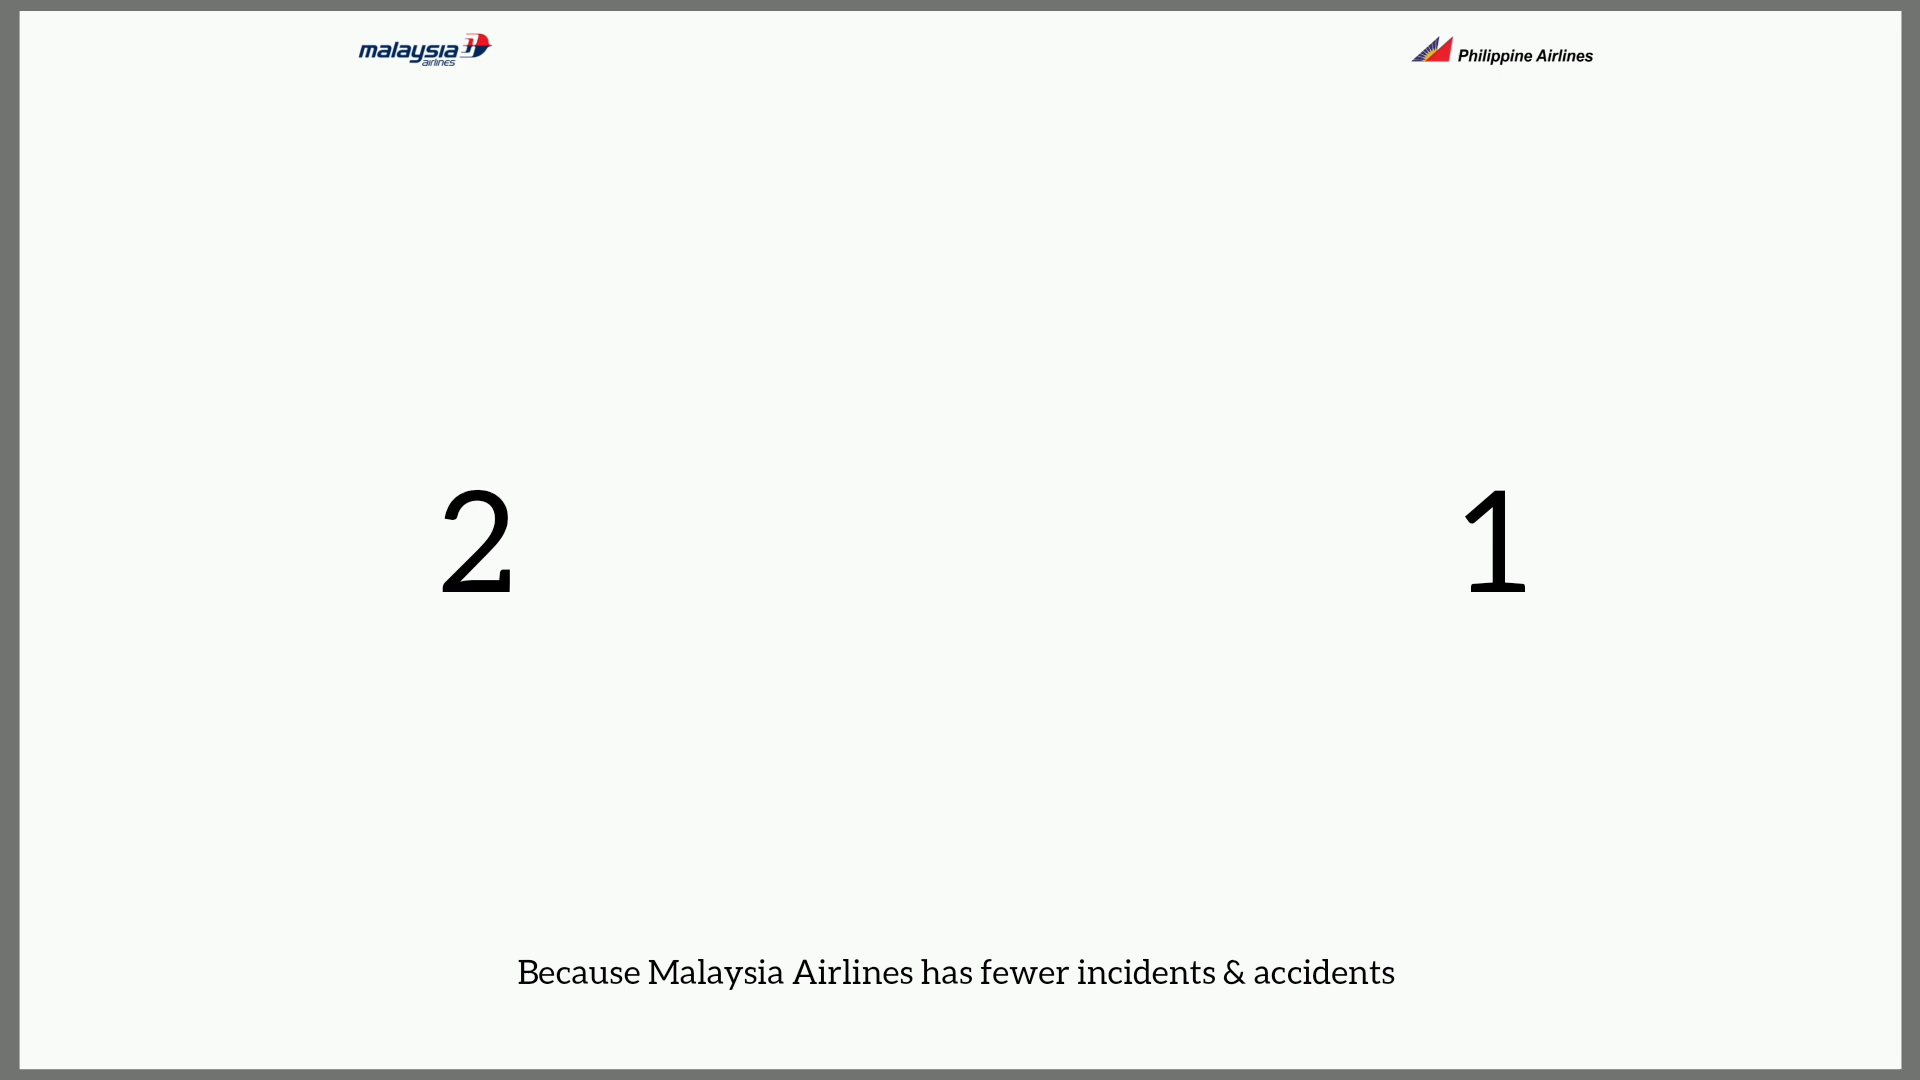 malaysia
airlines
Philippine Airlines
2
1
Because Malaysia Airlines has fewer incidents & accidents